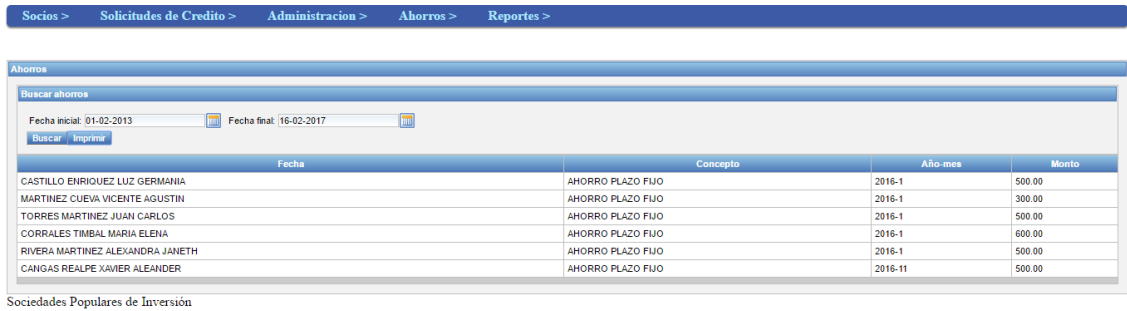 Socios > Solicitudes de Credito > Administracion > Ahorros > Reportes >
Ahorros
Buscar ahorros
Fecha inicial: 01-02-2013 Fecha final: 16-02-2017
Buscar Imprimir
Fecha Concepto Año-mes Monto
CASTILLO ENRIQUEZ LUZ GERMANIA AHORRO PLAZO FIJO 2016-1 500.00
MARTINEZ CUEVA VICENTE AGUSTIN AHORRO PLAZO FIJO 2016-1 300.00
TORRES MARTINEZ JUAN CARLOS AHORRO PLAZO FIJO 2016-1 500.00
CORRALES TIMBAL MARIA ELENA AHORRO PLAZO FIJO 2016-1 600.00
RIVERA MARTINEZ ALEXANDRA JANETH AHORRO PLAZO FIJO 2016-1 500.00
CANGAS REALPE XAVIER ALEANDER AHORRO PLAZO FIJO 2016-11 500.00
Sociedades Populares de Inversión